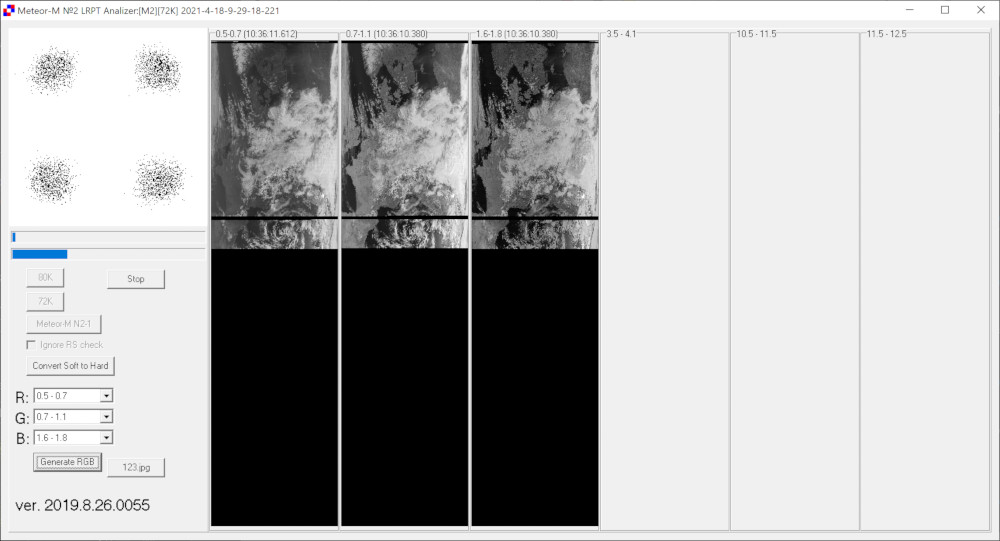 Meteor-M №2 LRPT Analizer:[M2][72K] 2021-4-18-9-29-18-221
0.5-0.7 (10:36:11.612)
0.7-1.1 (10:36:10.380)
1.6-1.8 (10:36:10.380)
3.5 - 4.1
10.5 - 11.5
11.5 - 12.5
80K
Stop
72K
Meteor-M N2-1
Ignore RS check
Convert Soft to Hard
R: 0.5 - 0.7
G: 0.7 - 1.1
B: 1.6 - 1.8
Generate RGB
123.jpg
ver. 2019.8.26.0055